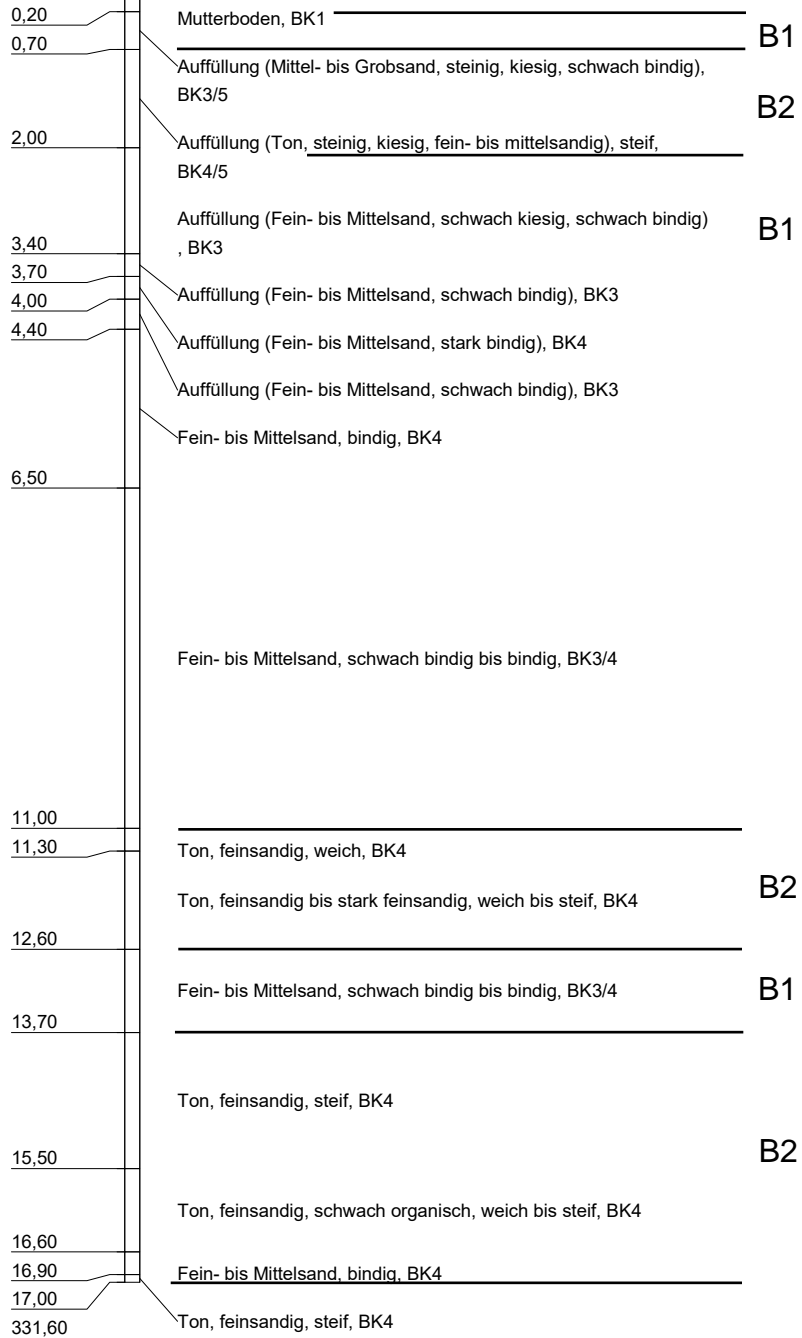 0,20
Mutterboden, BK1
B1
0,70
Auffüllung (Mittel- bis Grobsand, steinig, kiesig, schwach bindig),
BK3/5
B2
2,00
Auffüllung (Ton, steinig, kiesig, fein- bis mittelsandig), steif,
BK4/5
Auffüllung (Fein- bis Mittelsand, schwach kiesig, schwach bindig)
, BK3
B1
3,40
3,70
Auffüllung (Fein- bis Mittelsand, schwach bindig), BK3
4,00
4,40
Auffüllung (Fein- bis Mittelsand, stark bindig), BK4
Auffüllung (Fein- bis Mittelsand, schwach bindig), BK3
Fein- bis Mittelsand, bindig, BK4
6,50
Fein- bis Mittelsand, schwach bindig bis bindig, BK3/4
11,00
11,30
Ton, feinsandig, weich, BK4
Ton, feinsandig bis stark feinsandig, weich bis steif, BK4
B2
12,60
Fein- bis Mittelsand, schwach bindig bis bindig, BK3/4
B1
13,70
Ton, feinsandig, steif, BK4
B2
15,50
Ton, feinsandig, schwach organisch, weich bis steif, BK4
16,60
16,90
Fein- bis Mittelsand, bindig, BK4
17,00
Ton, feinsandig, steif, BK4
331,60